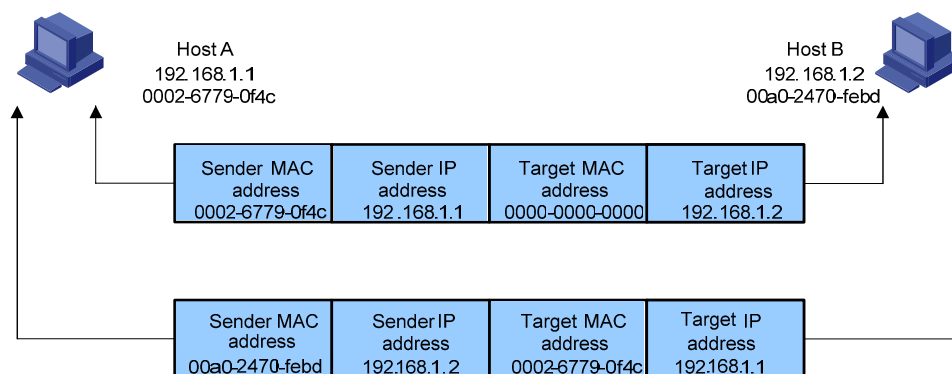 Host A
192.168.1.1
0002-6779-0f4c
Host B
192.168.1.2
00a0-2470-febd
Sender MAC
address
0002-6779-0f4c
Sender IP
address
192.168.1.1
Target MAC
address
0000-0000-0000
Target IP
address
192.168.1.2
Sender MAC
address
00a0-2470-febd
Sender IP
address
192.168.1.2
Target MAC
address
0002-6779-0f4c
Target IP
address
192.168.1.1